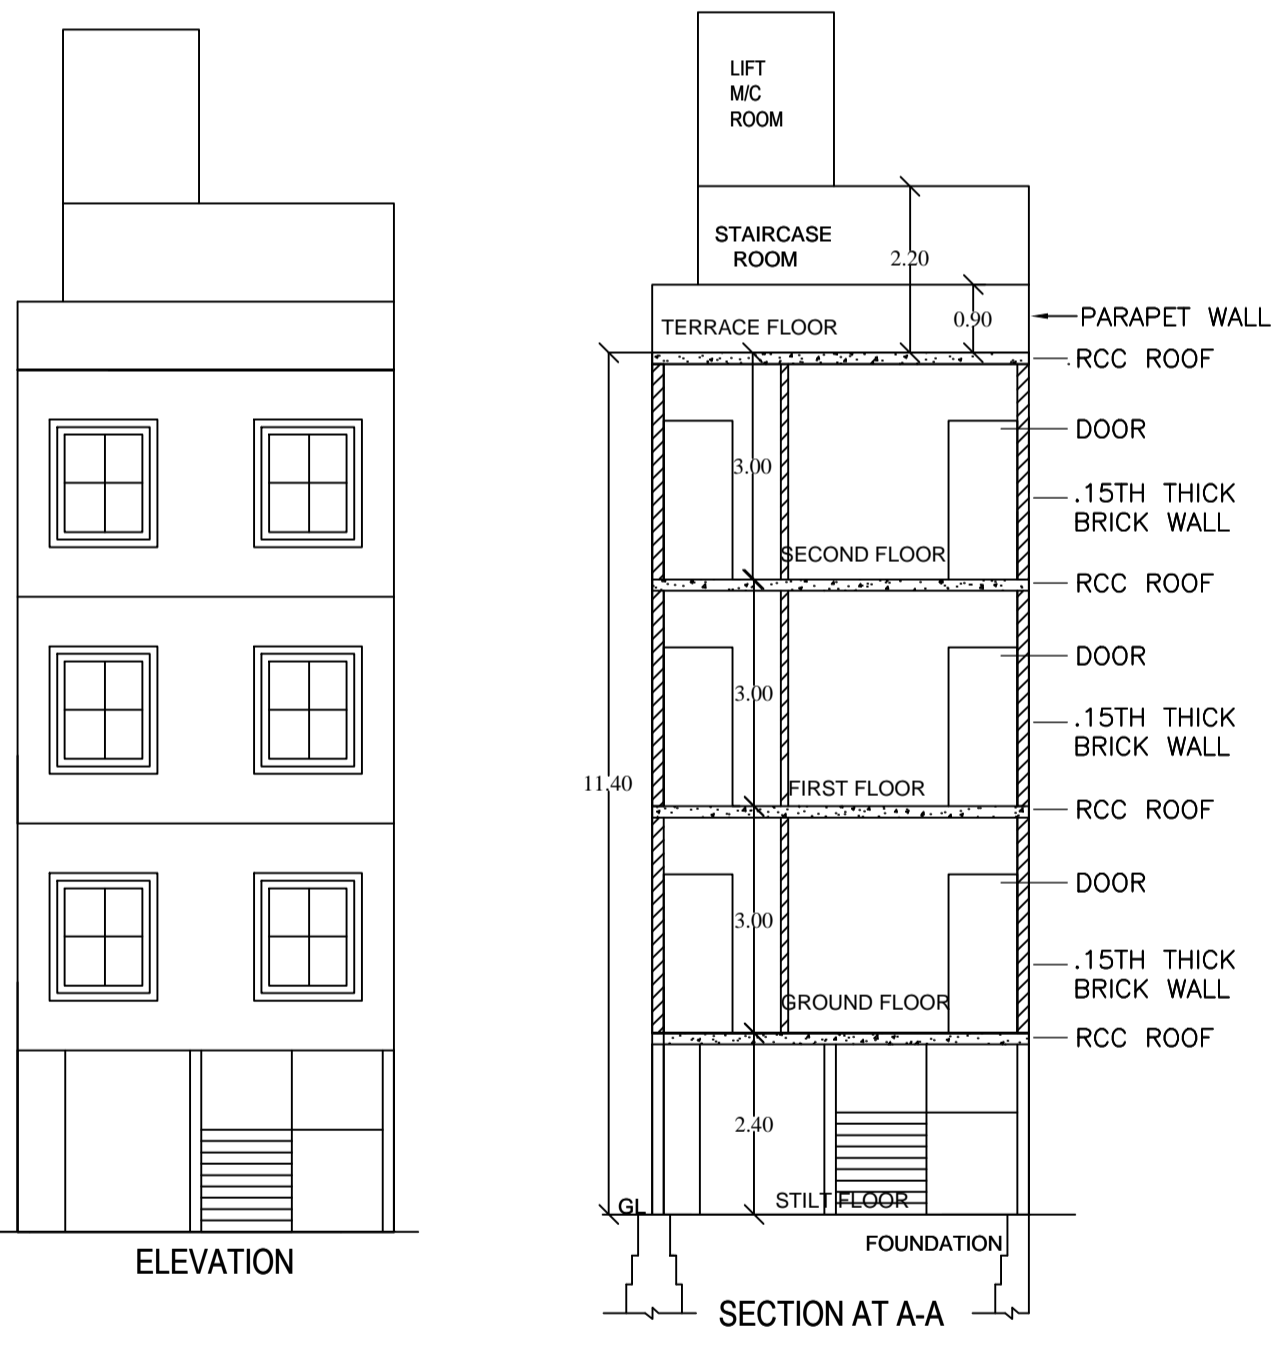 LIFT
M/C
ROOM
STAIRCASE
ROOM
2.20
0.90
PARAPET WALL
TERRACE FLOOR
RCC ROOF
DOOR
3.00
.15TH THICK
BRICK WALL
SECOND FLOOR
RCC ROOF
DOOR
3.00
.15TH THICK
BRICK WALL
11.40
FIRST FLOOR
RCC ROOF
DOOR
3.00
.15TH THICK
BRICK WALL
GROUND FLOOR
RCC ROOF
2.40
STILT FLOOR
GL
FOUNDATION
ELEVATION
SECTION AT A-A